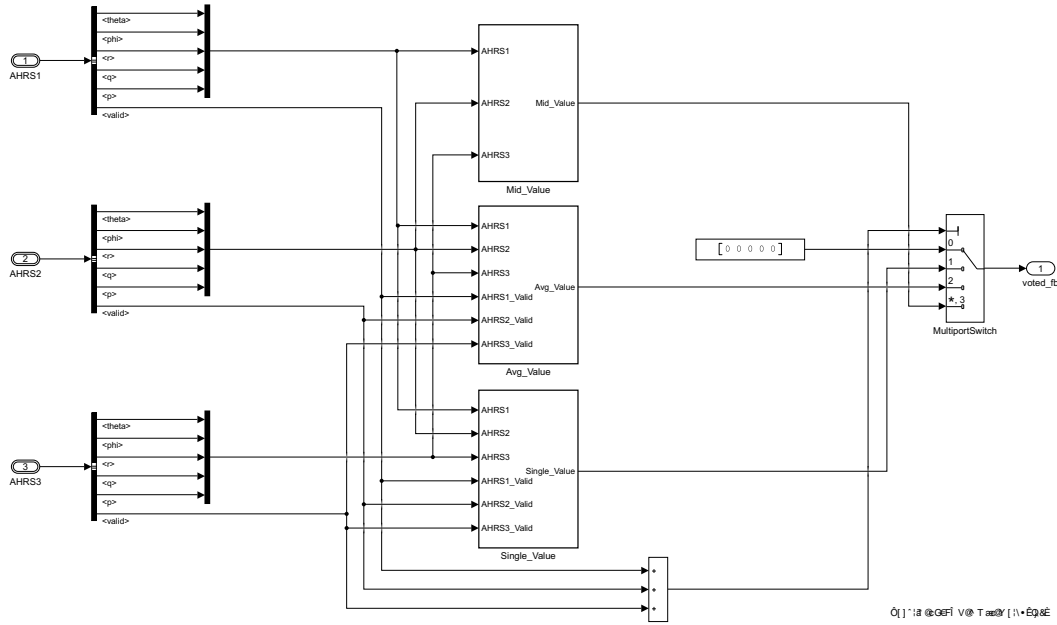 1
AHRS1
<theta>
<phi>
<r>
<q>
<p>
<valid>
2
AHRS2
<theta>
<phi>
<r>
<q>
<p>
<valid>
3
AHRS3
<theta>
<phi>
<r>
<q>
<p>
<valid>
AHRS1
AHRS2
Mid_Value
AHRS3
Mid_Value
AHRS1
AHRS2
AHRS3
Avg_Value
AHRS1_Valid
AHRS2_Valid
AHRS3_Valid
Avg_Value
AHRS1
AHRS2
AHRS3
Single_Value
AHRS1_Valid
AHRS2_Valid
AHRS3_Valid
Single_Value
+
+
+
[0 0 0 0 0]
0
1
2
*, 3
MultiportSwitch
1
voted_fb